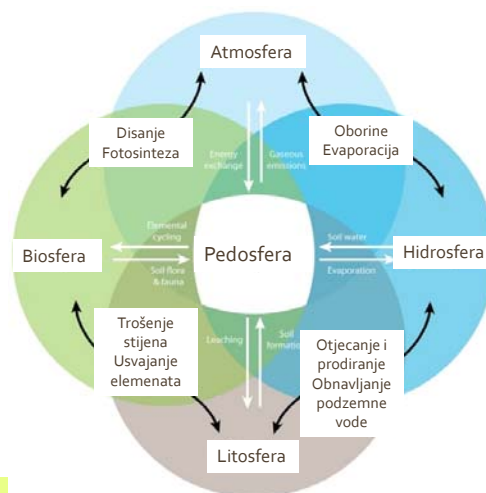 Atmosfera
Disanje
Fotosinteza
Oborine
Evaporacija
Energy
exchange
Gaseous
emissions
Elemental
cycling
Soil flora
& fauna
Biosfera
Pedosfera
Soil water
Evaporation
Hidrosfera
Trošenje
stijena
Usvajanje
elemenata
Leaching
Soil
formation
Otjecanje i
prodiranje
Obnavljanje
podzemne
vode
Litosfera